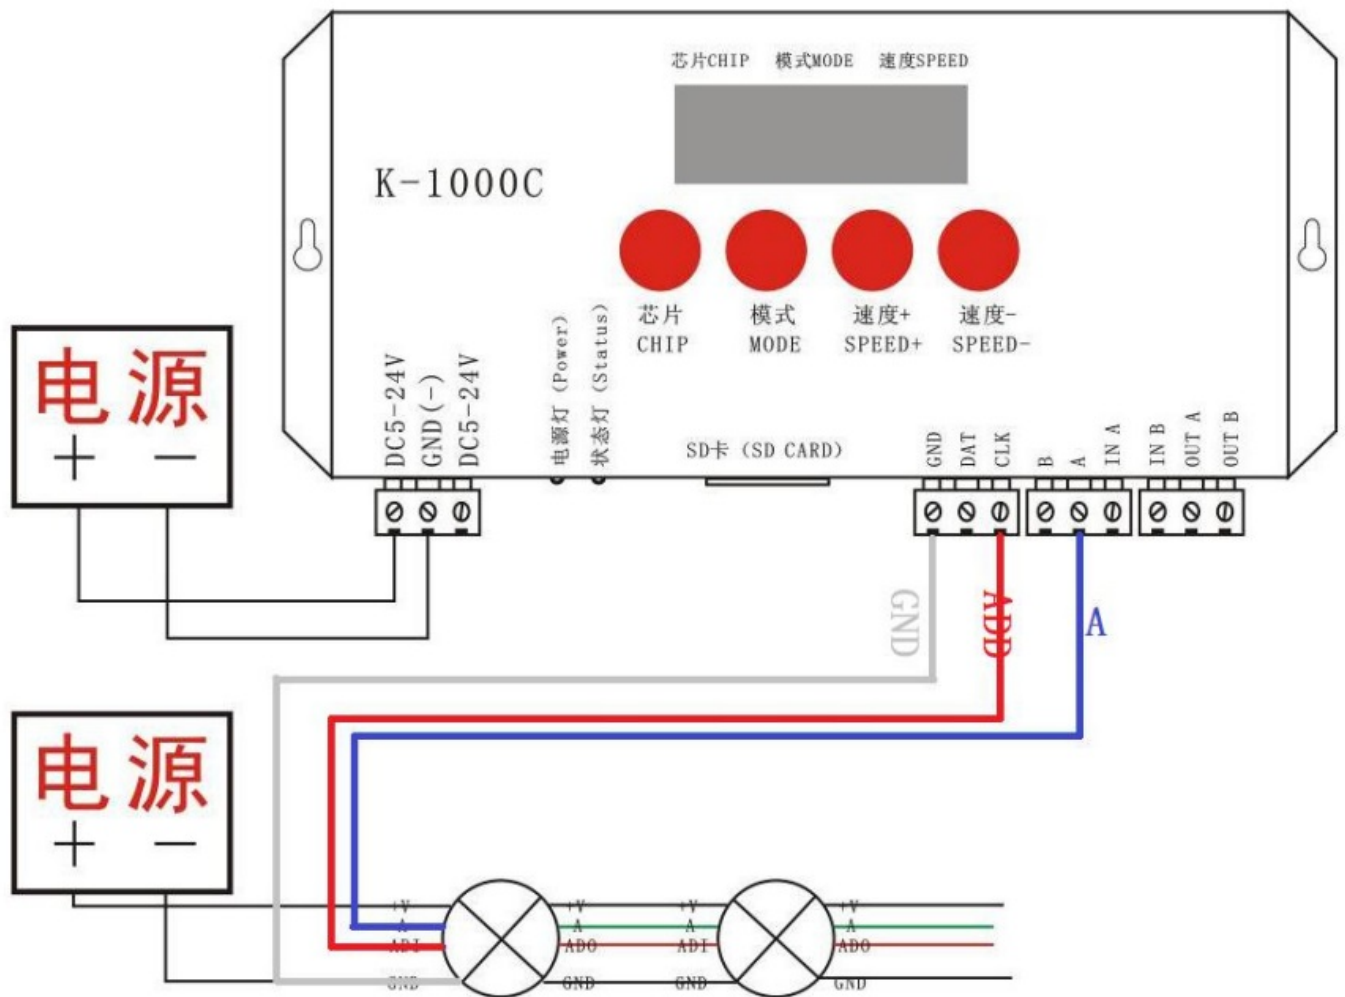 芯片CHIP 模式MODE 速度SPEED
K-1000C
芯片 模式 速度+ 速度-
CHIP MODE SPEED+ SPEED-
电源
+ −
DC5-24V
GND(-)
DC5-24V
电源灯(Power)
状态灯(Status)
SD卡(SD CARD)
GND
DAT
CLK
B
A
IN A
IN B
OUT A
OUT B
GND
ADD
A
电源
+ −
+V +V +V +V
A A A A
ADI ADO ADI ADO
GND GND GND GND